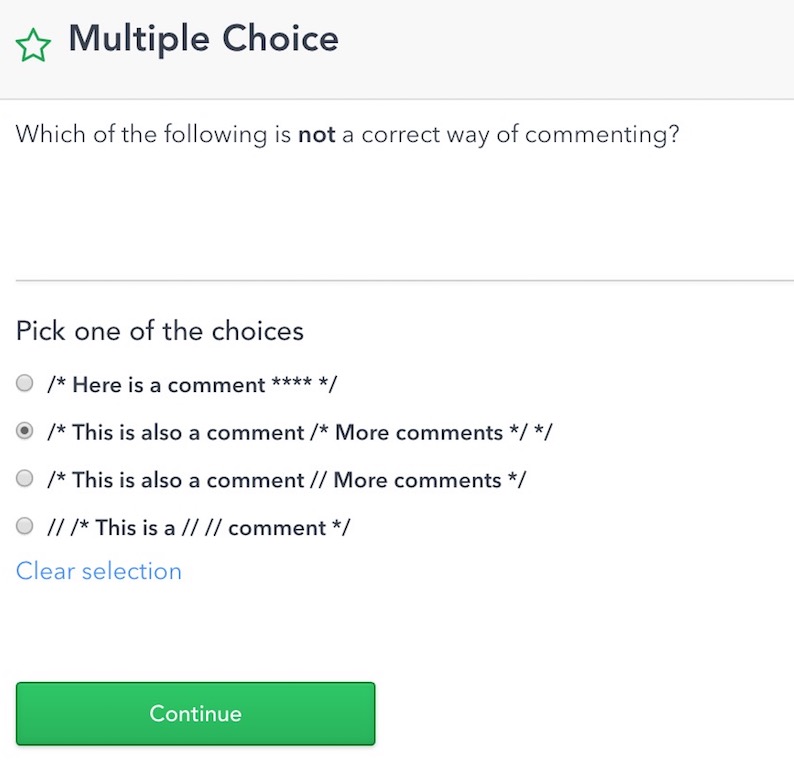 Multiple Choice
Which of the following is not a correct way of commenting?
Pick one of the choices
/* Here is a comment **** */
/* This is also a comment /* More comments */ */
/* This is also a comment // More comments */
// /* This is a // // comment */
Clear selection
Continue